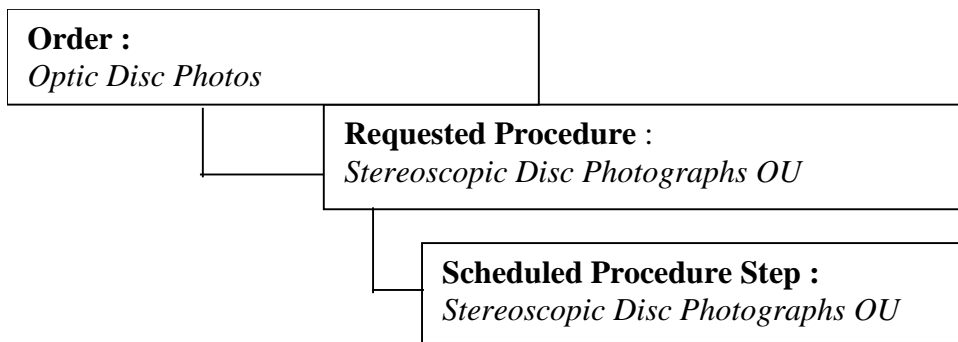 Order :
Optic Disc Photos
Requested Procedure :
Stereoscopic Disc Photographs OU
Scheduled Procedure Step :
Stereoscopic Disc Photographs OU